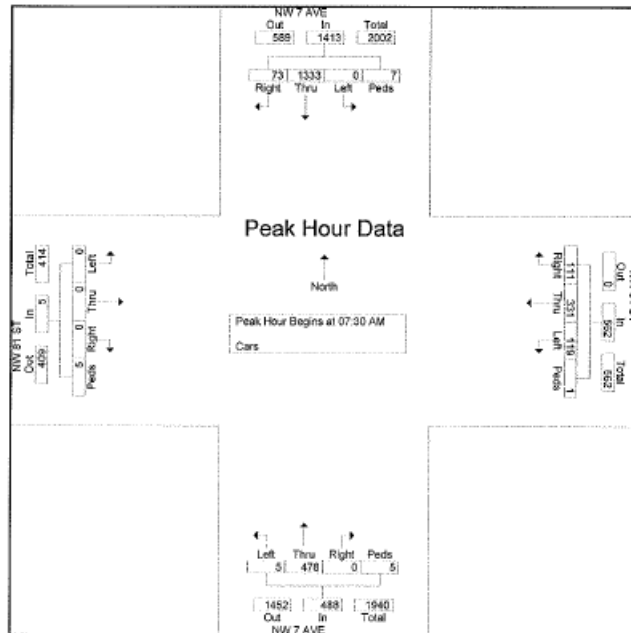 NW 7 AVE
Out In Total
589 1413 2002
73 1333 0 7
Right Thru Left Peds
Peak Hour Data
North
Peak Hour Begins at 07:30 AM
Cars
NW 81 ST
Out In Total
409 5 414
5 0 0 0
Peds Right Thru Left
Right Thru Left Peds
111 331 119 1
Out In Total
0 562 562
Left Thru Right Peds
5 478 0 5
1452 488 1940
Out In Total
NW 7 AVE